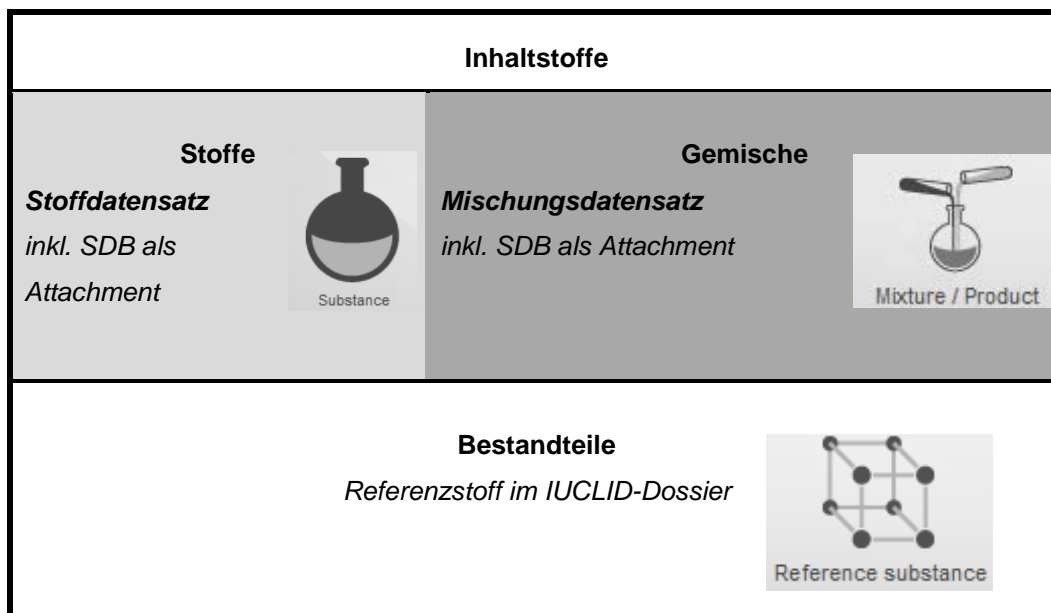 Inhaltstoffe
Stoffe
Stoffdatensatz
inkl. SDB als
Attachment
Substance
Gemische
Mischungsdatensatz
inkl. SDB als Attachment
Mixture / Product
Bestandteile
Referenzstoff im IUCLID-Dossier
Reference substance